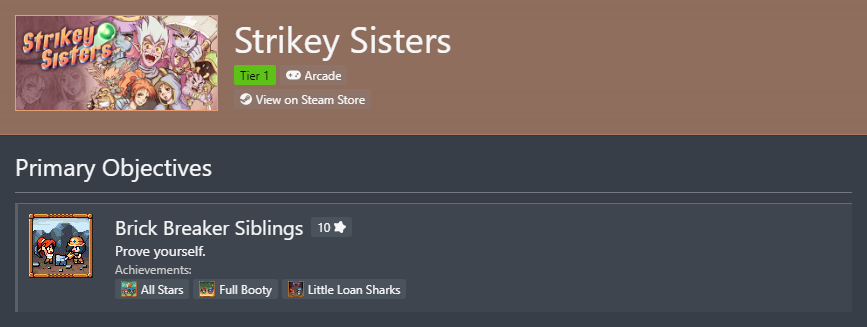 Strikey
Sisters
Strikey Sisters
Tier 1
Arcade
View on Steam Store
Primary Objectives
Brick Breaker Siblings 10
Prove yourself.
Achievements:
All Stars Full Booty Little Loan Sharks